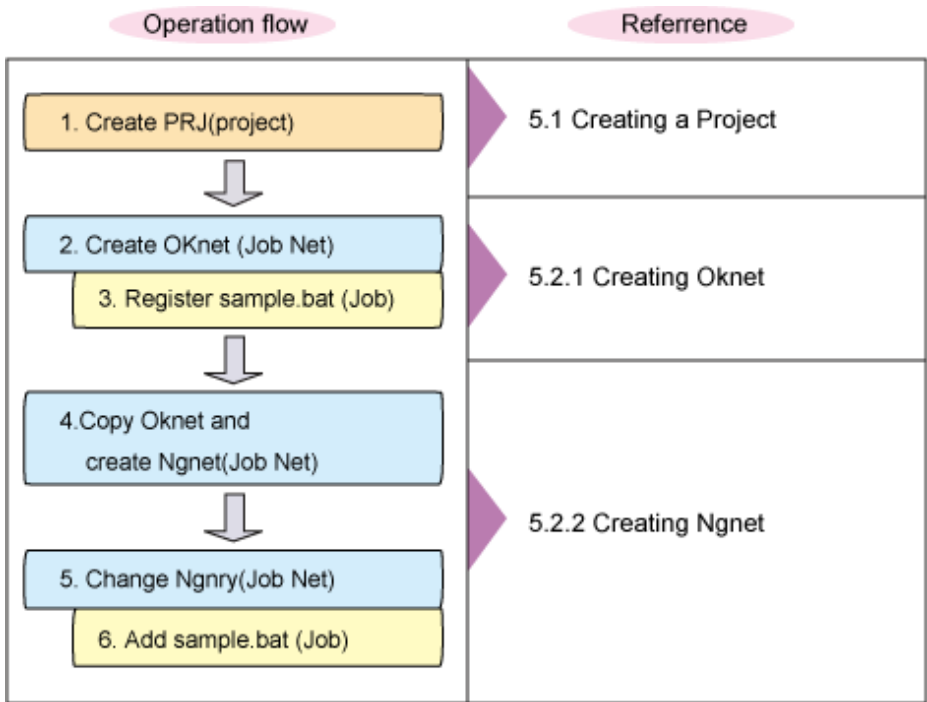 Operation flow
Referrence
1. Create PRJ(project)
5.1 Creating a Project
2. Create OKnet (Job Net)
3. Register sample.bat (Job)
5.2.1 Creating Oknet
4.Copy Oknet and
create Ngnet(Job Net)
5.2.2 Creating Ngnet
5. Change Ngnry(Job Net)
6. Add sample.bat (Job)